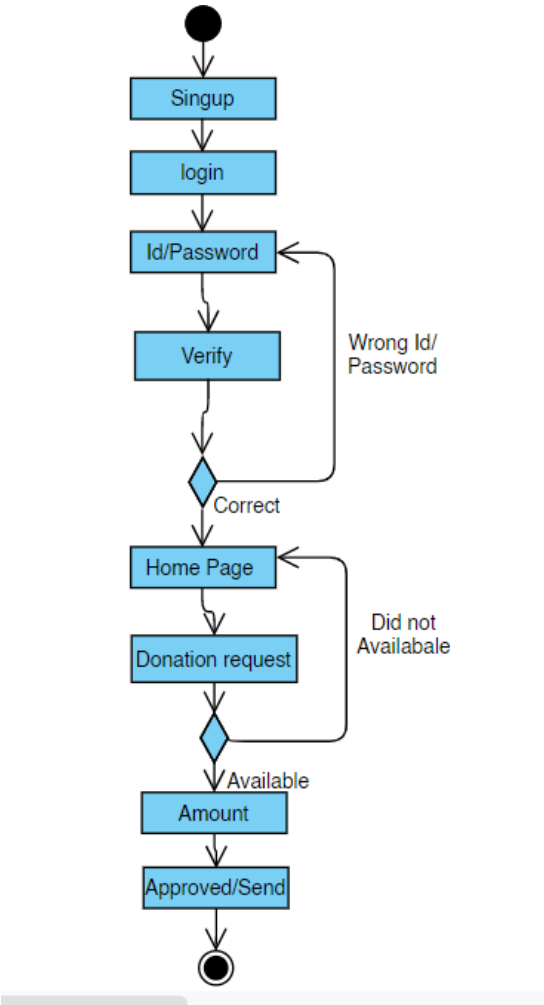 Singup
login
Id/Password
Verify
Wrong Id/
Password
Correct
Home Page
Did not
Availabale
Donation request
Available
Amount
Approved/Send